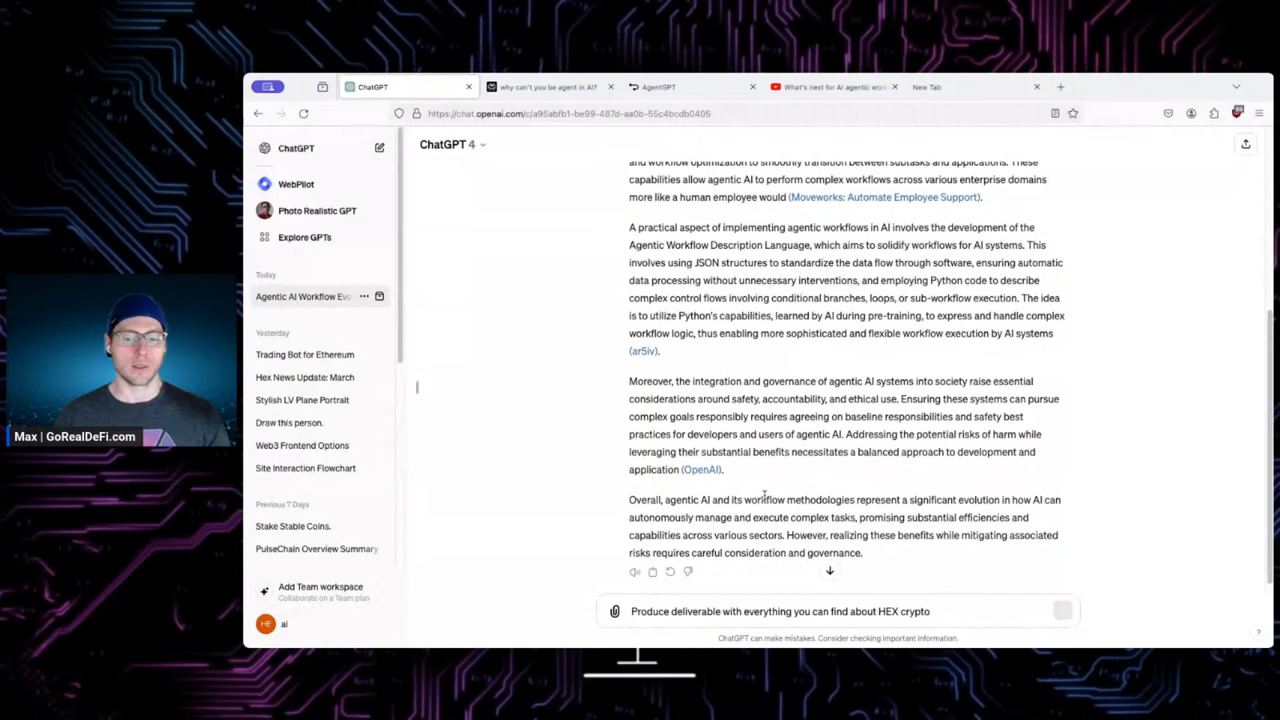 ChatGPT
why can't you be agent in AI?
AgentGPT
What's next for AI agentic wor
New Tab
https://chat.openai.com/c/a95abfb1-be99-487d-aa0b-55c4bcdb0405
ChatGPT
WebPilot
Photo Realistic GPT
Explore GPTs
Today
Agentic AI Workflow Evo
Yesterday
Trading Bot for Ethereum
Hex News Update: March
Stylish LV Plane Portrait
Draw this person.
Web3 Frontend Options
Site Interaction Flowchart
Previous 7 Days
Stake Stable Coins.
PulseChain Overview Summary
Add Team workspace
Collaborate on a Team plan
HE ai
ChatGPT 4
and workflow optimization to smoothly transition between subtasks and applications. These
capabilities allow agentic AI to perform complex workflows across various enterprise domains
more like a human employee would (Moveworks: Automate Employee Support).
A practical aspect of implementing agentic workflows in AI involves the development of the
Agentic Workflow Description Language, which aims to solidify workflows for AI systems. This
involves using JSON structures to standardize the data flow through software, ensuring automatic
data processing without unnecessary interventions, and employing Python code to describe
complex control flows involving conditional branches, loops, or sub-workflow execution. The idea
is to utilize Python's capabilities, learned by AI during pre-training, to express and handle complex
workflow logic, thus enabling more sophisticated and flexible workflow execution by AI systems
(ar5iv).
Moreover, the integration and governance of agentic AI systems into society raise essential
considerations around safety, accountability, and ethical use. Ensuring these systems can pursue
complex goals responsibly requires agreeing on baseline responsibilities and safety best
practices for developers and users of agentic AI. Addressing the potential risks of harm while
leveraging their substantial benefits necessitates a balanced approach to development and
application (OpenAI).
Overall, agentic AI and its workflow methodologies represent a significant evolution in how AI can
autonomously manage and execute complex tasks, promising substantial efficiencies and
capabilities across various sectors. However, realizing these benefits while mitigating associated
risks requires careful consideration and governance.
Produce deliverable with everything you can find about HEX crypto
ChatGPT can make mistakes. Consider checking important information.
?
Max | GoRealDeFi.com